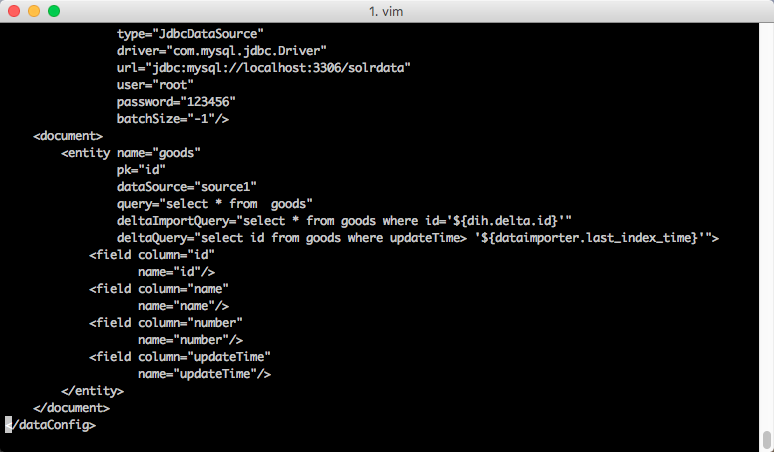 1. vim
type="JdbcDataSource"
driver="com.mysql.jdbc.Driver"
url="jdbc:mysql://localhost:3306/solrdata"
user="root"
password="123456"
batchSize="-1"/>
<document>
<entity name="goods"
pk="id"
dataSource="source1"
query="select * from  goods"
deltaImportQuery="select * from goods where id='${dih.delta.id}'"
deltaQuery="select id from goods where updateTime> '${dataimporter.last_index_time}'">
<field column="id"
name="id"/>
<field column="name"
name="name"/>
<field column="number"
name="number"/>
<field column="updateTime"
name="updateTime"/>
</entity>
</document>
</dataConfig>